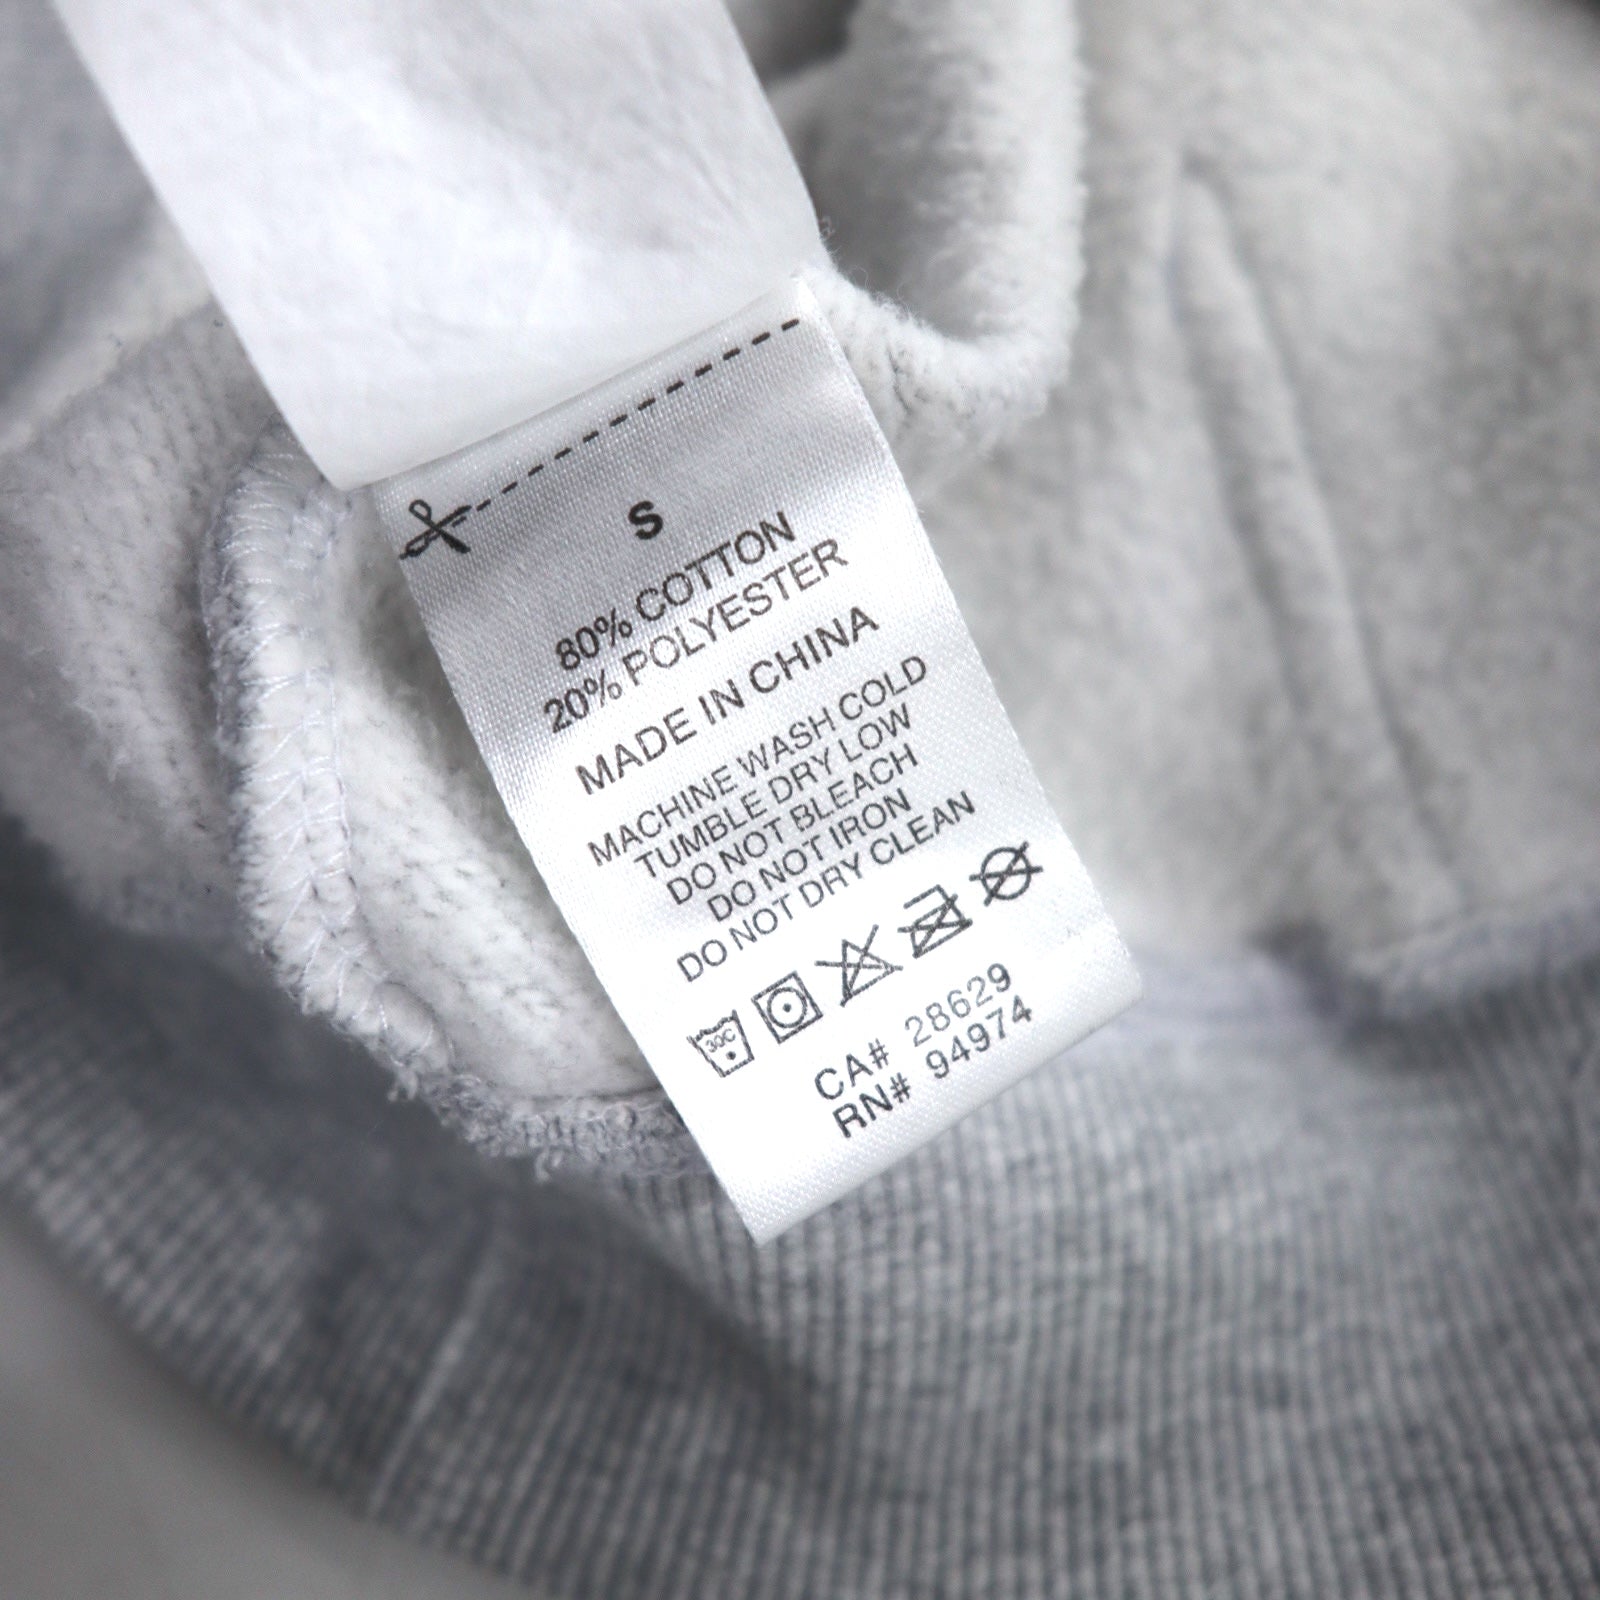 S
80% COTTON
20% POLYESTER
MADE IN CHINA
MACHINE WASH COLD
TUMBLE DRY LOW
DO NOT BLEACH
DO NOT IRON
DO NOT DRY CLEAN
30C
CA# 28629
RN# 94974